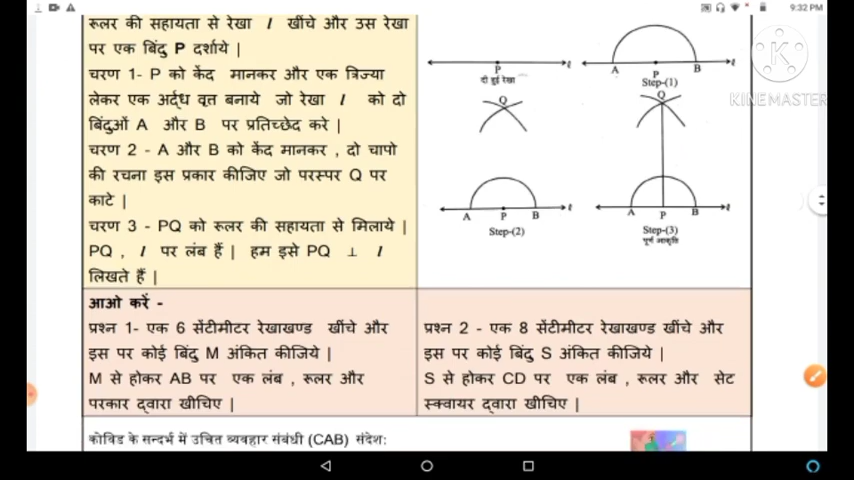 9:32 PM
रूलर की सहायता से रेखा l खींचे और उस रेखा
पर एक बिंदु P दर्शाये |
चरण 1- P को केंद मानकर और एक त्रिज्या
लेकर एक अर्द्ध वृत बनाये जो रेखा l को दो
बिंदुओं A और B पर प्रतिच्छेद करे |
चरण 2 - A और B को केंद मानकर , दो चापो
की रचना इस प्रकार कीजिए जो परस्पर Q पर
काटे |
चरण 3 - PQ को रूलर की सहायता से मिलाये |
PQ , l पर लंब हैं | हम इसे PQ ⊥ l
लिखते हैं |
P l
दी हुई रेखा
A P B l
Step-(1)
Q
A P B l
Step-(2)
Q
A P B l
Step-(3)
पूर्ण आकृति
KINEMASTER
आओ करें -
प्रश्न 1- एक 6 सेंटीमीटर रेखाखण्ड खींचे और
इस पर कोई बिंदु M अंकित कीजिये |
M से होकर AB पर एक लंब , रूलर और
परकार द्वारा खीचिए |
प्रश्न 2 - एक 8 सेंटीमीटर रेखाखण्ड खींचे और
इस पर कोई बिंदु S अंकित कीजिये |
S से होकर CD पर एक लंब , रूलर और सेट
स्क्वायर द्वारा खीचिए |
कोविड के सन्दर्भ में उचित व्यवहार संबंधी (CAB) संदेश: